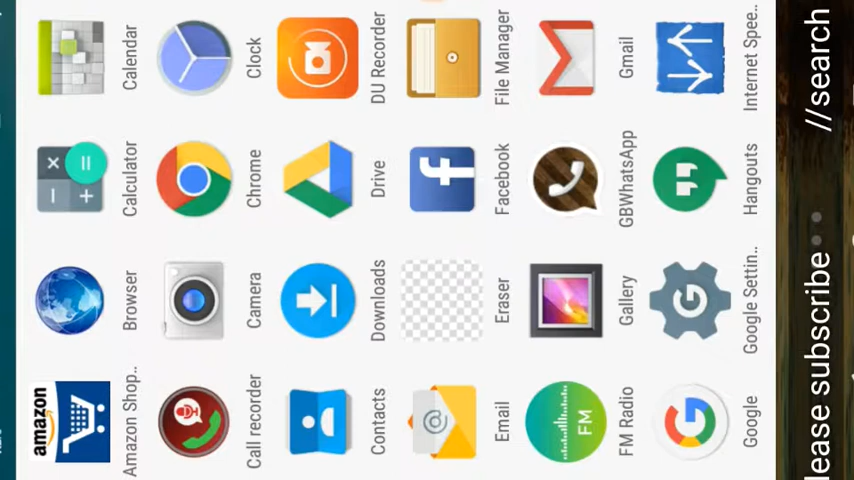 amazon
Amazon Shop..
Browser
Calculator
Calendar
Call recorder
Camera
Chrome
Clock
Contacts
Downloads
Drive
DU Recorder
Email
Eraser
Facebook
File Manager
FM
FM Radio
Gallery
GBWhatsApp
Gmail
Google
Google Settin..
Hangouts
Internet Spee..
lease subscribe
//search